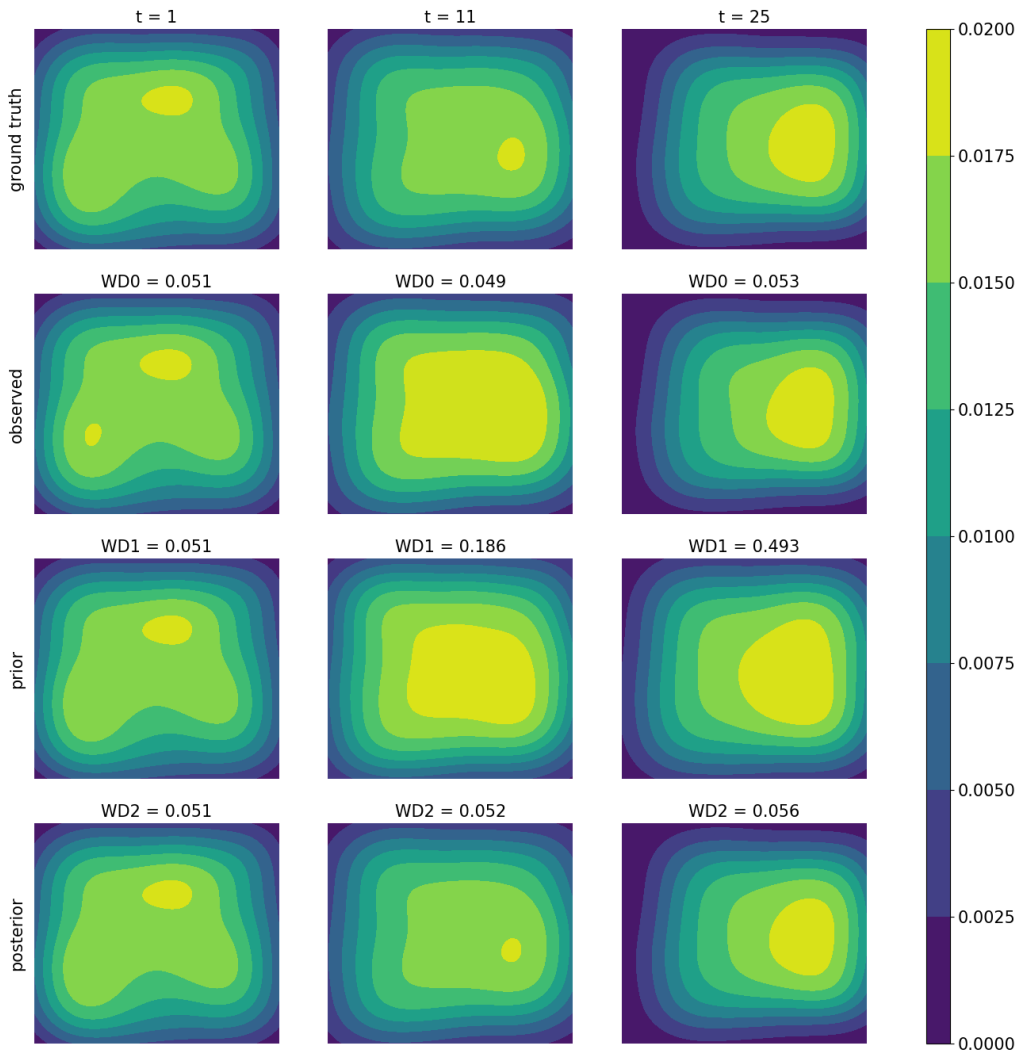 t = 1
t = 11
t = 25
ground truth
WD0 = 0.051
WD0 = 0.049
WD0 = 0.053
observed
WD1 = 0.051
WD1 = 0.186
WD1 = 0.493
prior
WD2 = 0.051
WD2 = 0.052
WD2 = 0.056
posterior
0.0200
0.0175
0.0150
0.0125
0.0100
0.0075
0.0050
0.0025
0.0000